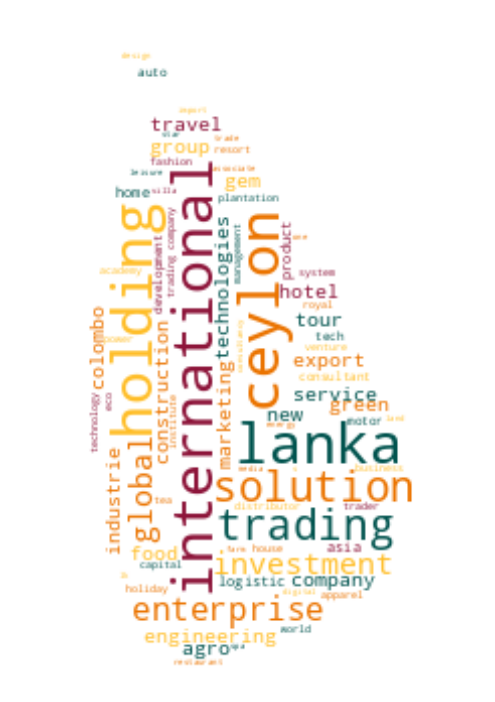 design
auto
import
travel
star
trade
group
resort
fashion
associate
leisure
gem
home
villa
plantation
international
holding
ceylon
technologies
management
trading company
development
product
one
academy
system
hotel
royal
colombo
power
construction
tour
tech
venture
export
consultant
marketing
institute
technology
eco
service
green
new
motor
land
energy
lanka
global
industrie
media
business
solution
tea
distributor
trader
trading
food
farm
house
asia
capital
investment
logistic
company
holiday
digital
apparel
enterprise
world
engineering
agro
spa
restaurant